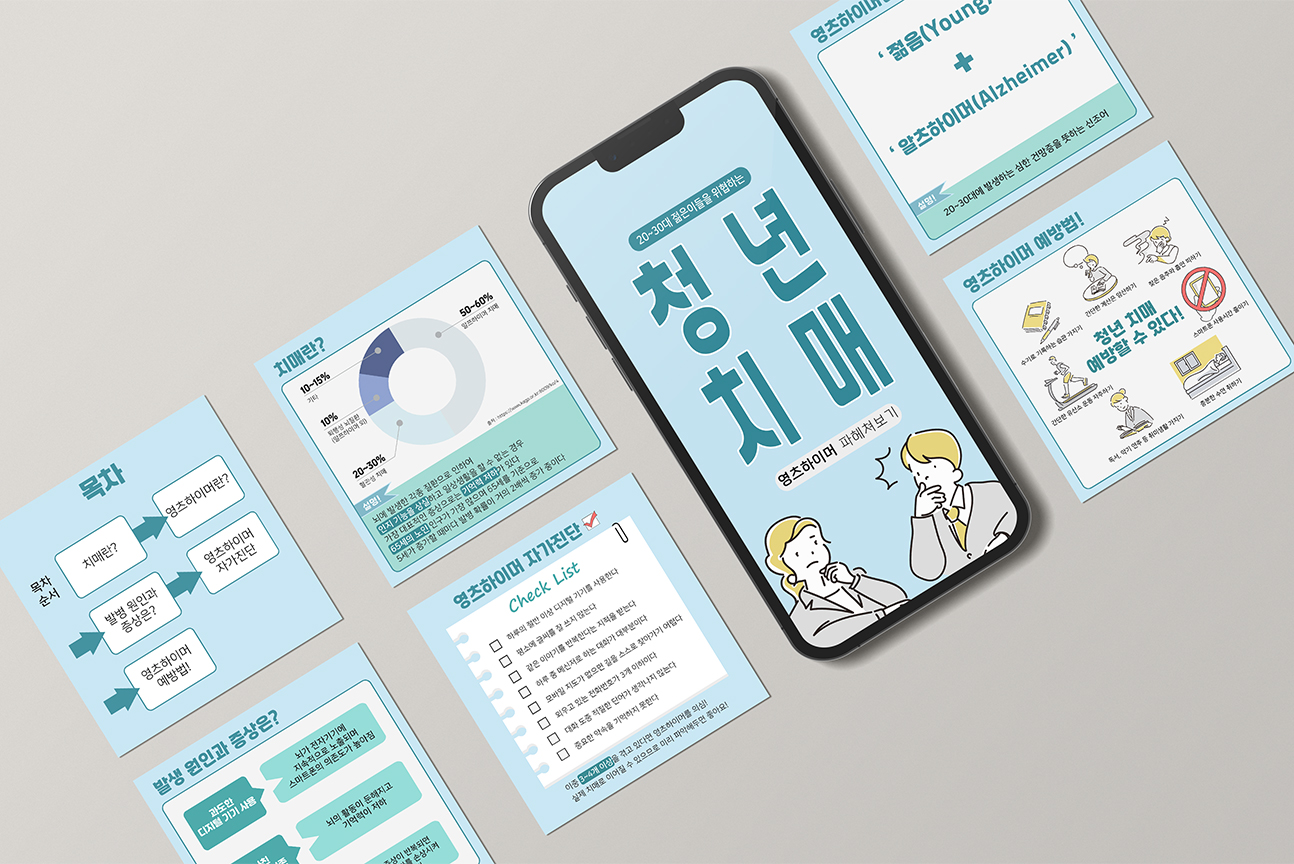 20~30대 젊은이들을 위협하는
청년
치매
영츠하이머 파헤쳐보기
영츠하이머
‘ 젊음(Young)
+
‘ 알츠하이머(Alzheimer) ’
설명!
20~30대에 발생하는 심한 건망증을 뜻하는 신조어
영츠하이머 예방법!
청년 치매
예방할 수 있다!
간단한 계산은 암산하기
잦은 음주와 흡연 피하기
스마트폰 사용시간 줄이기
충분한 수면 취하기
독서, 악기 연주 등 취미생활 가지기
간단한 유산소 운동 자주하기
수기로 기록하는 습관 가지기
치매란?
50~60%
알츠하이머 치매
10~15%
기타
10%
퇴행성 뇌질환
(알츠하이머 외)
20~30%
혈관성 치매
설명!
뇌에 발생한 각종 질환으로 인하여
인지 기능을 상실하고 일상생활을 할 수 없는 경우
가장 대표적인 증상으로는 기억력 저하가 있다
65세의 노인 인구가 가장 많으며 65세를 기준으로
5세가 증가할 때마다 발병 확률이 거의 2배씩 증가 중이다
목차
목차
순서
치매란?
영츠하이머란?
발병 원인과
증상은?
영츠하이머
자가진단
영츠하이머
예방법!
영츠하이머 자가진단
Check List
하루의 절반 이상 디지털 기기를 사용한다
평소에 글씨를 잘 쓰지 않는다
같은 이야기를 반복한다는 지적을 받는다
하루 중 메신저로 하는 대화가 대부분이다
모바일 지도가 없으면 길을 스스로 찾아가기 어렵다
외우고 있는 전화번호가 3개 이하이다
대화 도중 적절한 단어가 생각나지 않는다
중요한 약속을 기억하지 못한다
이중 3~4개 이상을 겪고 있다면 영츠하이머를 의심!
실제 치매로 이어질 수 있으므로 미리 파악해두면 좋아요!
발생 원인과 증상은?
과도한
디지털 기기 사용
뇌가 전자기기에
지속적으로 노출되며
스마트폰의 의존도가 높아짐
뇌의 활동이 둔해지고
기억력이 저하
증상이 반복되면
손상시켜